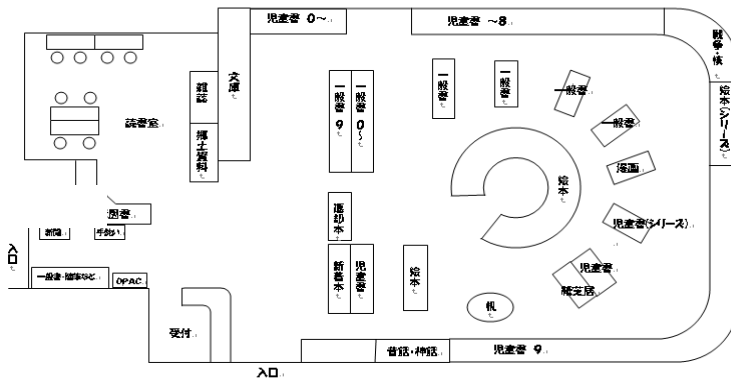 児童書 0~
児童書 ~8
戦争・核
文庫
雑誌
郷土資料
読書室
一般書 9
一般書 0~
一般書
一般書
一般書
一般書
漫画
絵本(シリーズ)
絵本
児童書(シリーズ)
児童書
紙芝居
返却本
新着本
児童書
絵本
机
新聞
手洗い
入口
一般書・随筆など
OPAC
受付
昔話・神話
児童書 9
入口